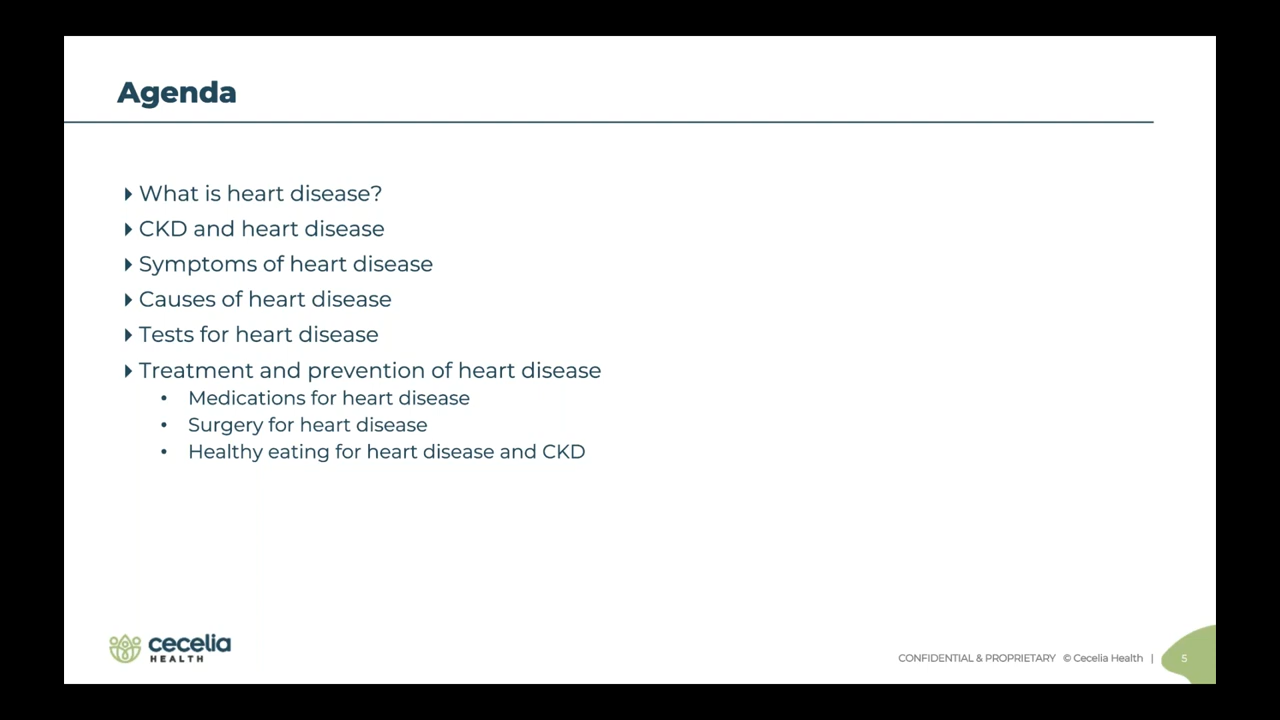 Agenda
What is heart disease?
CKD and heart disease
Symptoms of heart disease
Causes of heart disease
Tests for heart disease
Treatment and prevention of heart disease
• Medications for heart disease
• Surgery for heart disease
• Healthy eating for heart disease and CKD
cecelia
HEALTH
CONFIDENTIAL & PROPRIETARY © Cecelia Health | 5